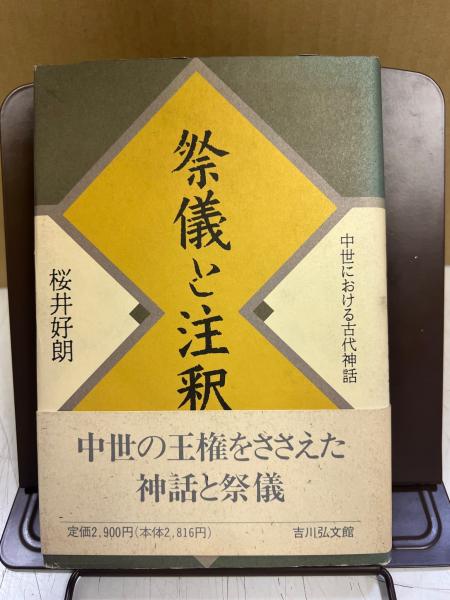 祭儀と注釈
中世における古代神話
桜井好朗
中世の王権をささえた
神話と祭儀
定価2,900円(本体2,816円)
吉川弘文館